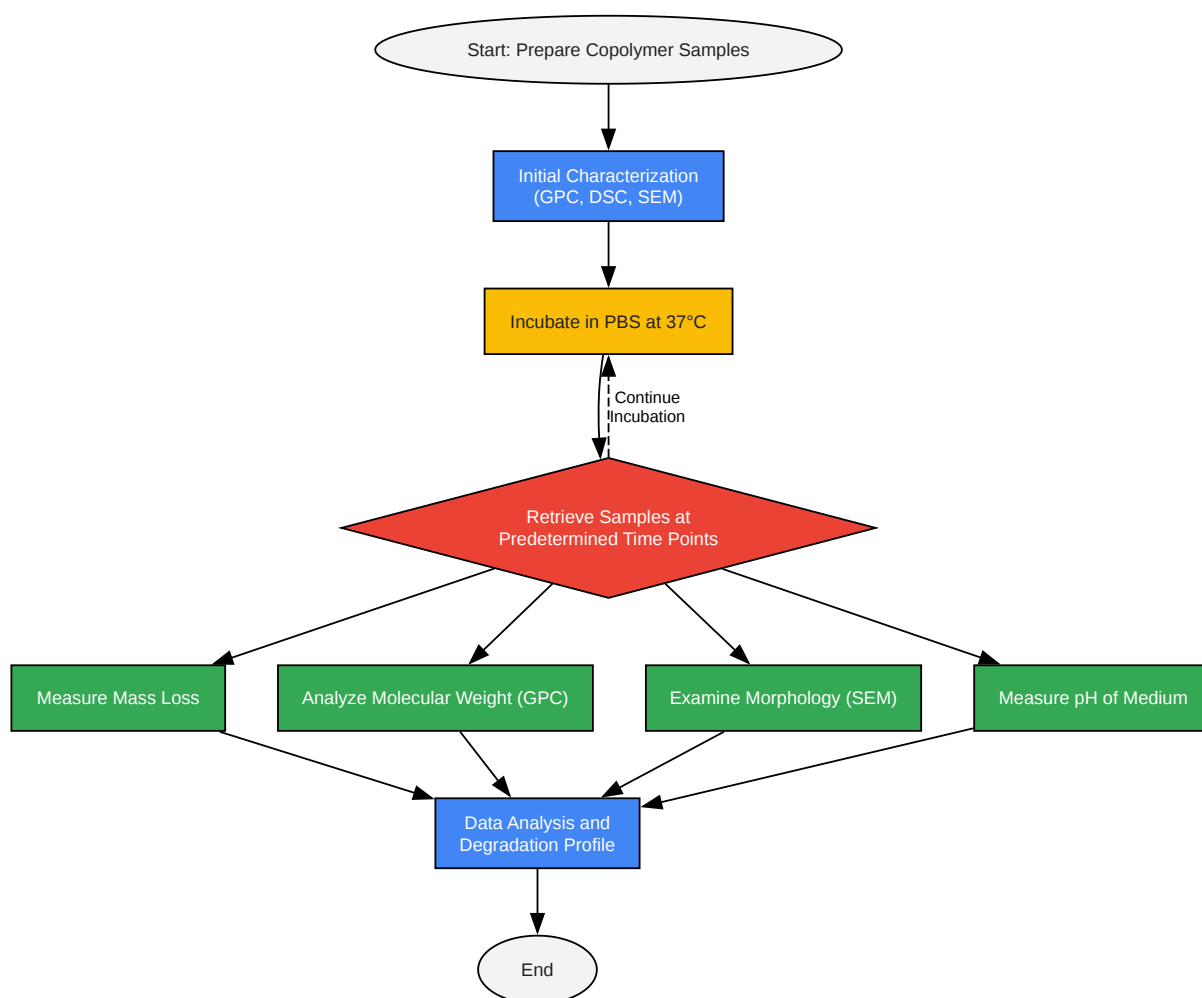 Start: Prepare Copolymer Samples
Initial Characterization
(GPC, DSC, SEM)
Incubate in PBS at 37°C
Continue
Incubation
Retrieve Samples at
Predetermined Time Points
Measure Mass Loss
Analyze Molecular Weight (GPC)
Examine Morphology (SEM)
Measure pH of Medium
Data Analysis and
Degradation Profile
End